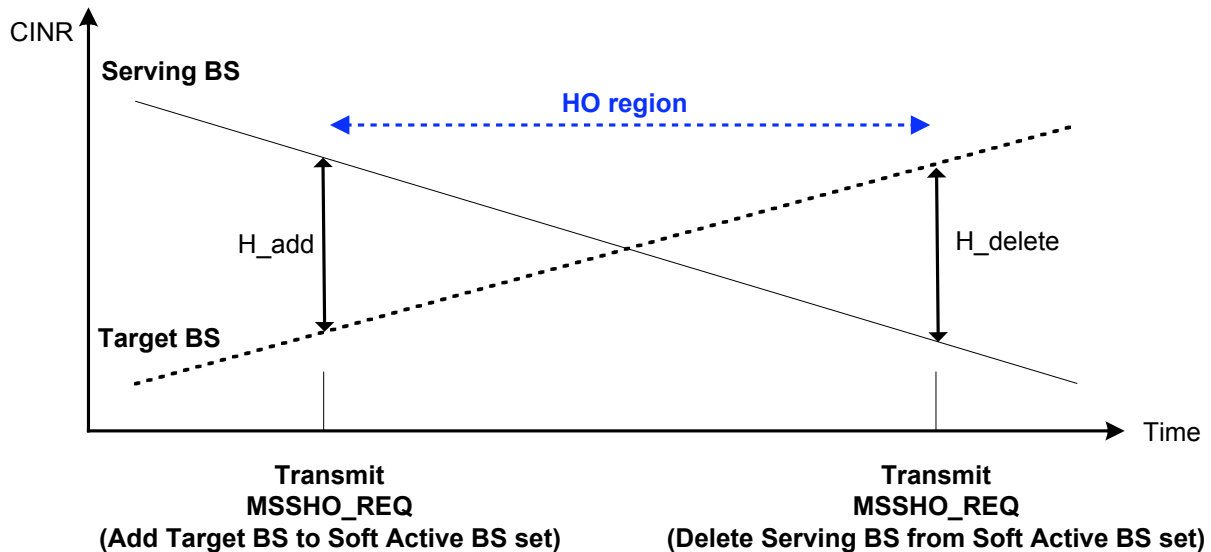 CINR
Serving BS
HO region
H_add
H_delete
Target BS
Time
Transmit
MSSHO_REQ
(Add Target BS to Soft Active BS set)
Transmit
MSSHO_REQ
(Delete Serving BS from Soft Active BS set)